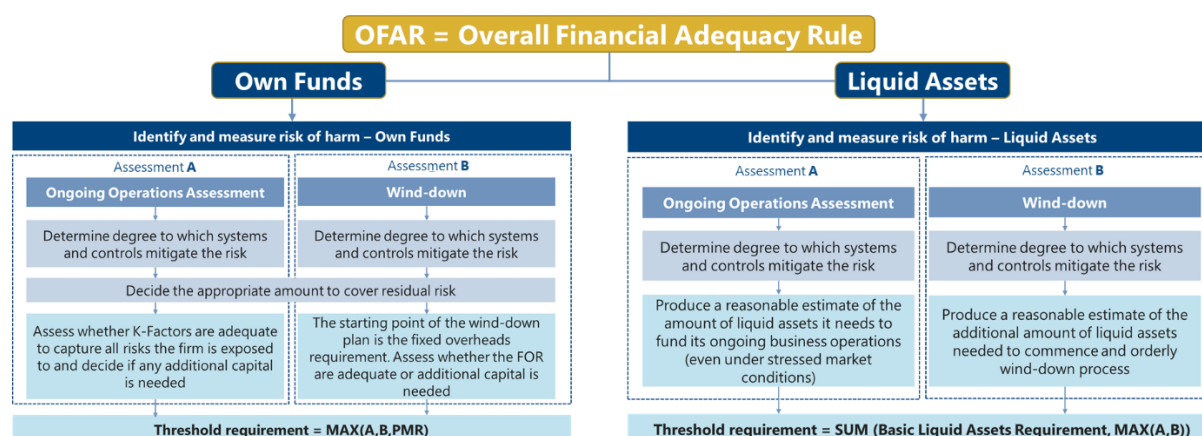 OFAR = Overall Financial Adequacy Rule
Own Funds
Identify and measure risk of harm – Own Funds
Assessment A
Ongoing Operations Assessment
Determine degree to which systems
and controls mitigate the risk
Assessment B
Wind-down
Determine degree to which systems
and controls mitigate the risk
Decide the appropriate amount to cover residual risk
Assess whether K-Factors are adequate
to capture all risks the firm is exposed
to and decide if any additional capital
is needed
The starting point of the wind-down
plan is the fixed overheads
requirement. Assess whether the FOR
are adequate or additional capital is
needed
Threshold requirement = MAX(A,B,PMR)
Liquid Assets
Identify and measure risk of harm – Liquid Assets
Assessment A
Ongoing Operations Assessment
Determine degree to which systems
and controls mitigate the risk
Produce a reasonable estimate of the
amount of liquid assets it needs to
fund its ongoing business operations
(even under stressed market
conditions)
Assessment B
Wind-down
Determine degree to which systems
and controls mitigate the risk
Produce a reasonable estimate of the
additional amount of liquid assets
needed to commence and orderly
wind-down process
Threshold requirement = SUM (Basic Liquid Assets Requirement, MAX(A,B))